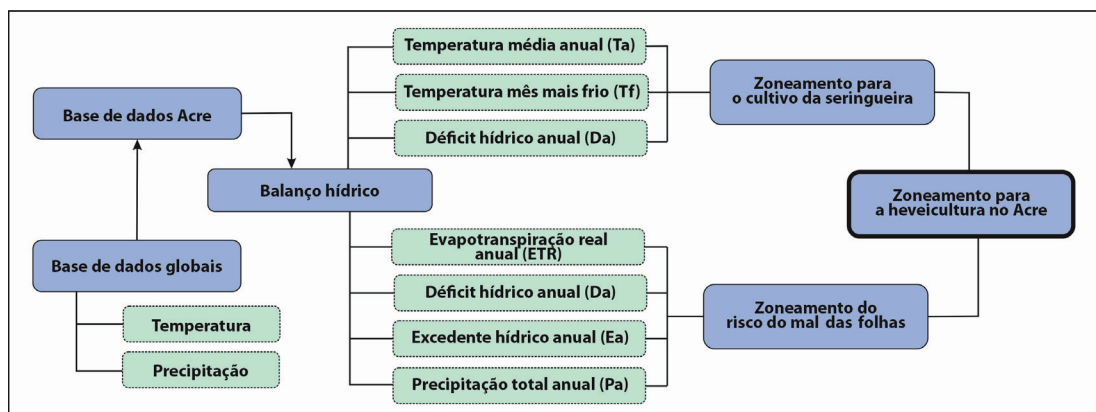 Base de dados Acre
Base de dados globais
Temperatura
Precipitação
Balanço hídrico
Temperatura média anual (Ta)
Temperatura mês mais frio (Tf)
Déficit hídrico anual (Da)
Evapotranspiração real
anual (ETR)
Déficit hídrico anual (Da)
Excedente hídrico anual (Ea)
Precipitação total anual (Pa)
Zoneamento para
o cultivo da seringueira
Zoneamento do
risco do mal das folhas
Zoneamento para
a heveicultura no Acre